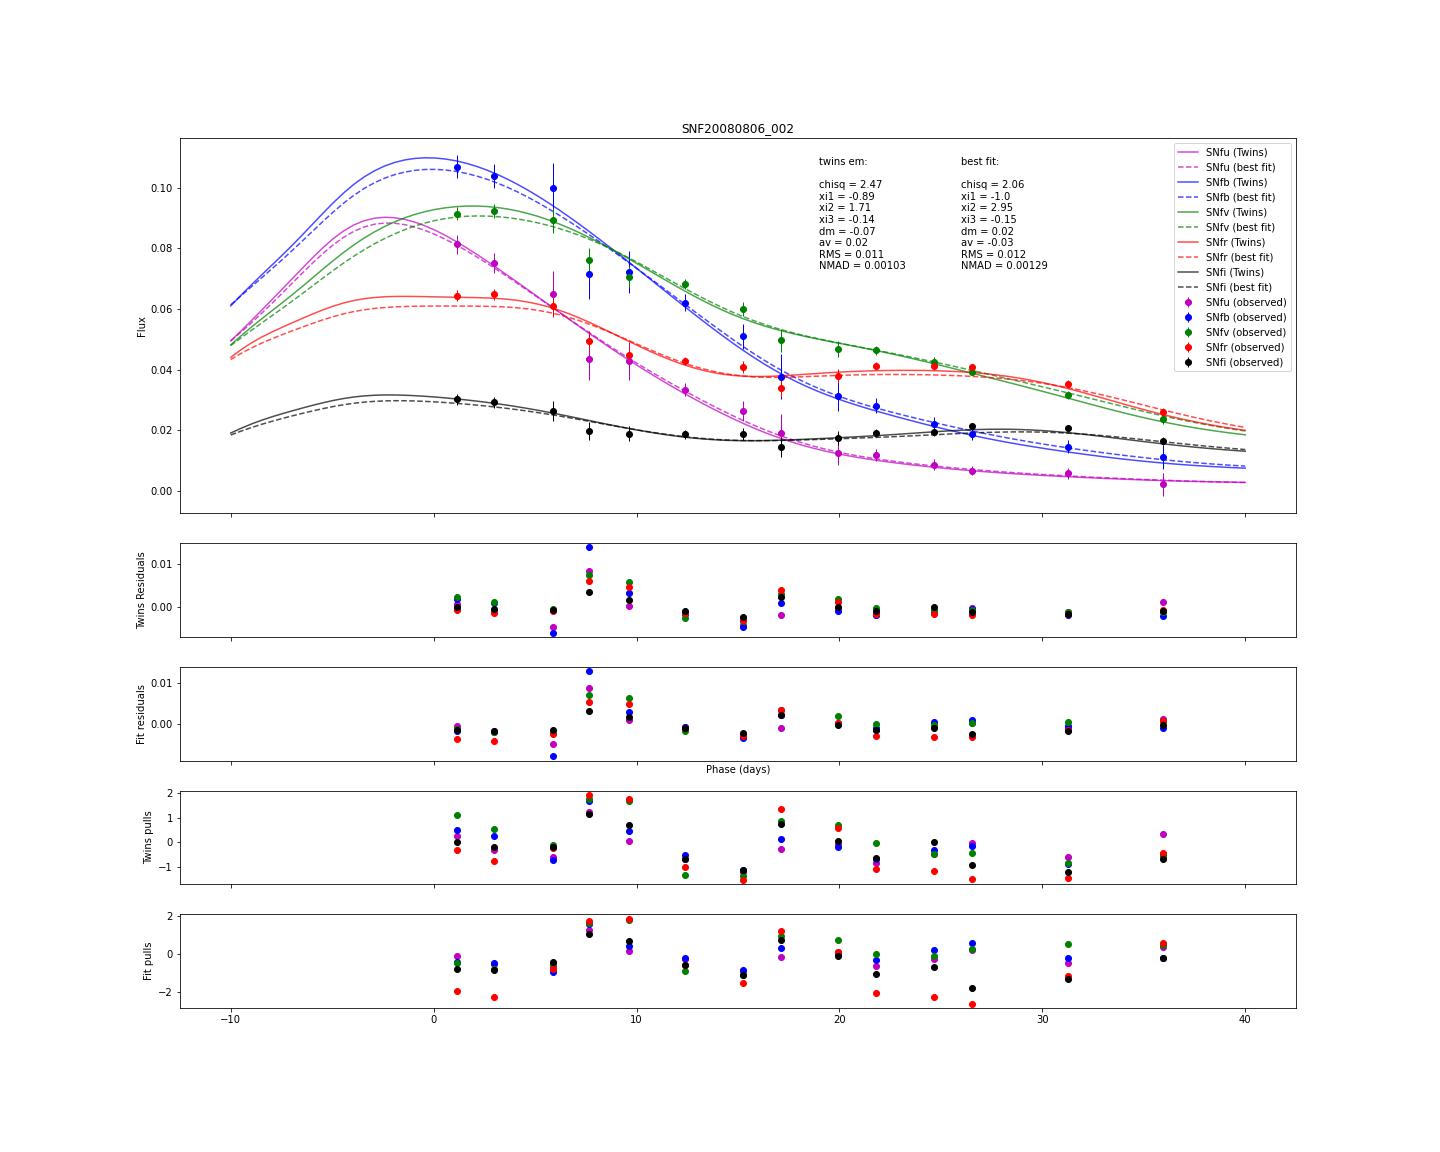 SNF20080806_002
Flux
0.10
0.08
0.06
0.04
0.02
0.00
twins em:
chisq = 2.47
xi1 = -0.89
xi2 = 1.71
xi3 = -0.14
dm = -0.07
av = 0.02
RMS = 0.011
NMAD = 0.00103
best fit:
chisq = 2.06
xi1 = -1.0
xi2 = 2.95
xi3 = -0.15
dm = 0.02
av = -0.03
RMS = 0.012
NMAD = 0.00129
SNfu (Twins)
SNfu (best fit)
SNfb (Twins)
SNfb (best fit)
SNfv (Twins)
SNfv (best fit)
SNfr (Twins)
SNfr (best fit)
SNfi (Twins)
SNfi (best fit)
SNfu (observed)
SNfb (observed)
SNfv (observed)
SNfr (observed)
SNfi (observed)
Twins Residuals
0.01
0.00
Fit residuals
0.01
0.00
Phase (days)
Twins pulls
2
1
0
−1
Fit pulls
2
0
−2
−10 0 10 20 30 40